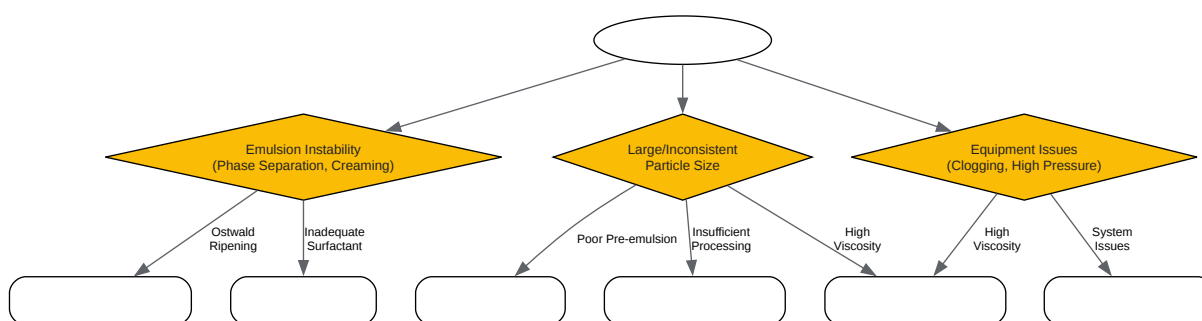 Emulsion Instability
(Phase Separation, Creaming)
Large/Inconsistent
Particle Size
Equipment Issues
(Clogging, High Pressure)
Ostwald
Ripening
Inadequate
Surfactant
Poor Pre-emulsion
Insufficient
Processing
High
Viscosity
High
Viscosity
System
Issues